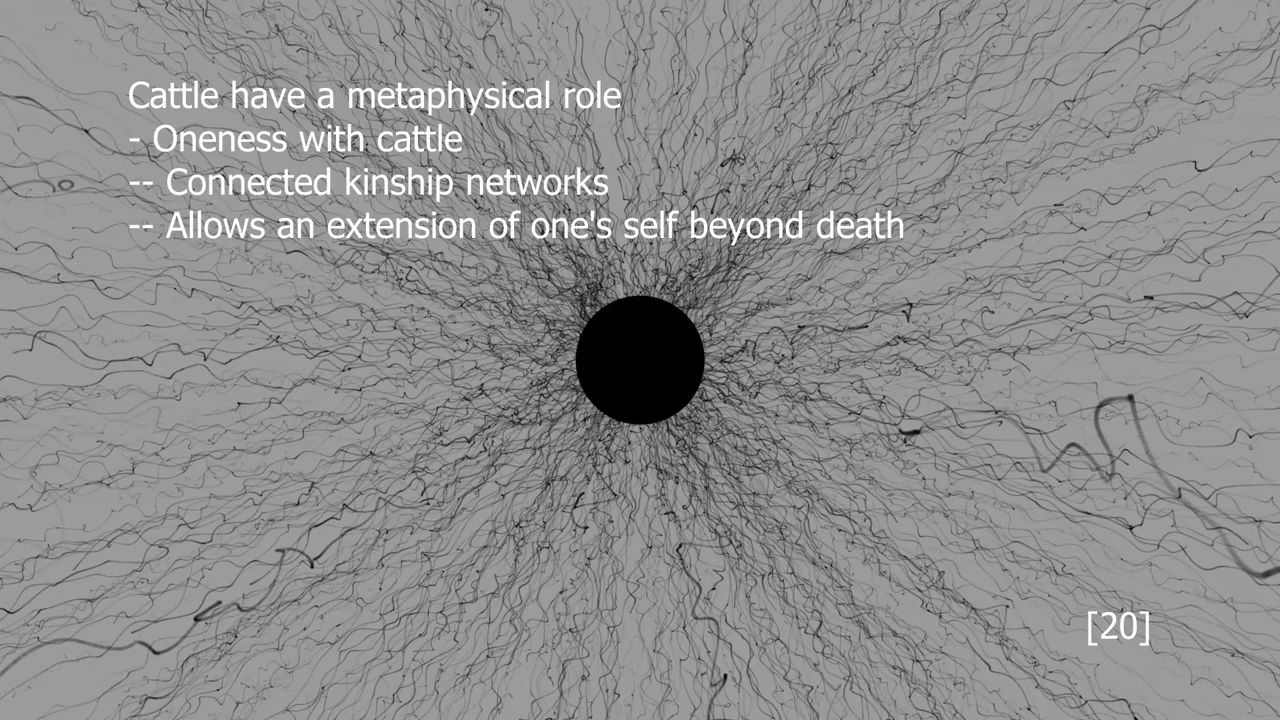 Cattle have a metaphysical role
- Oneness with cattle
-- Connected kinship networks
-- Allows an extension of one's self beyond death
[20]